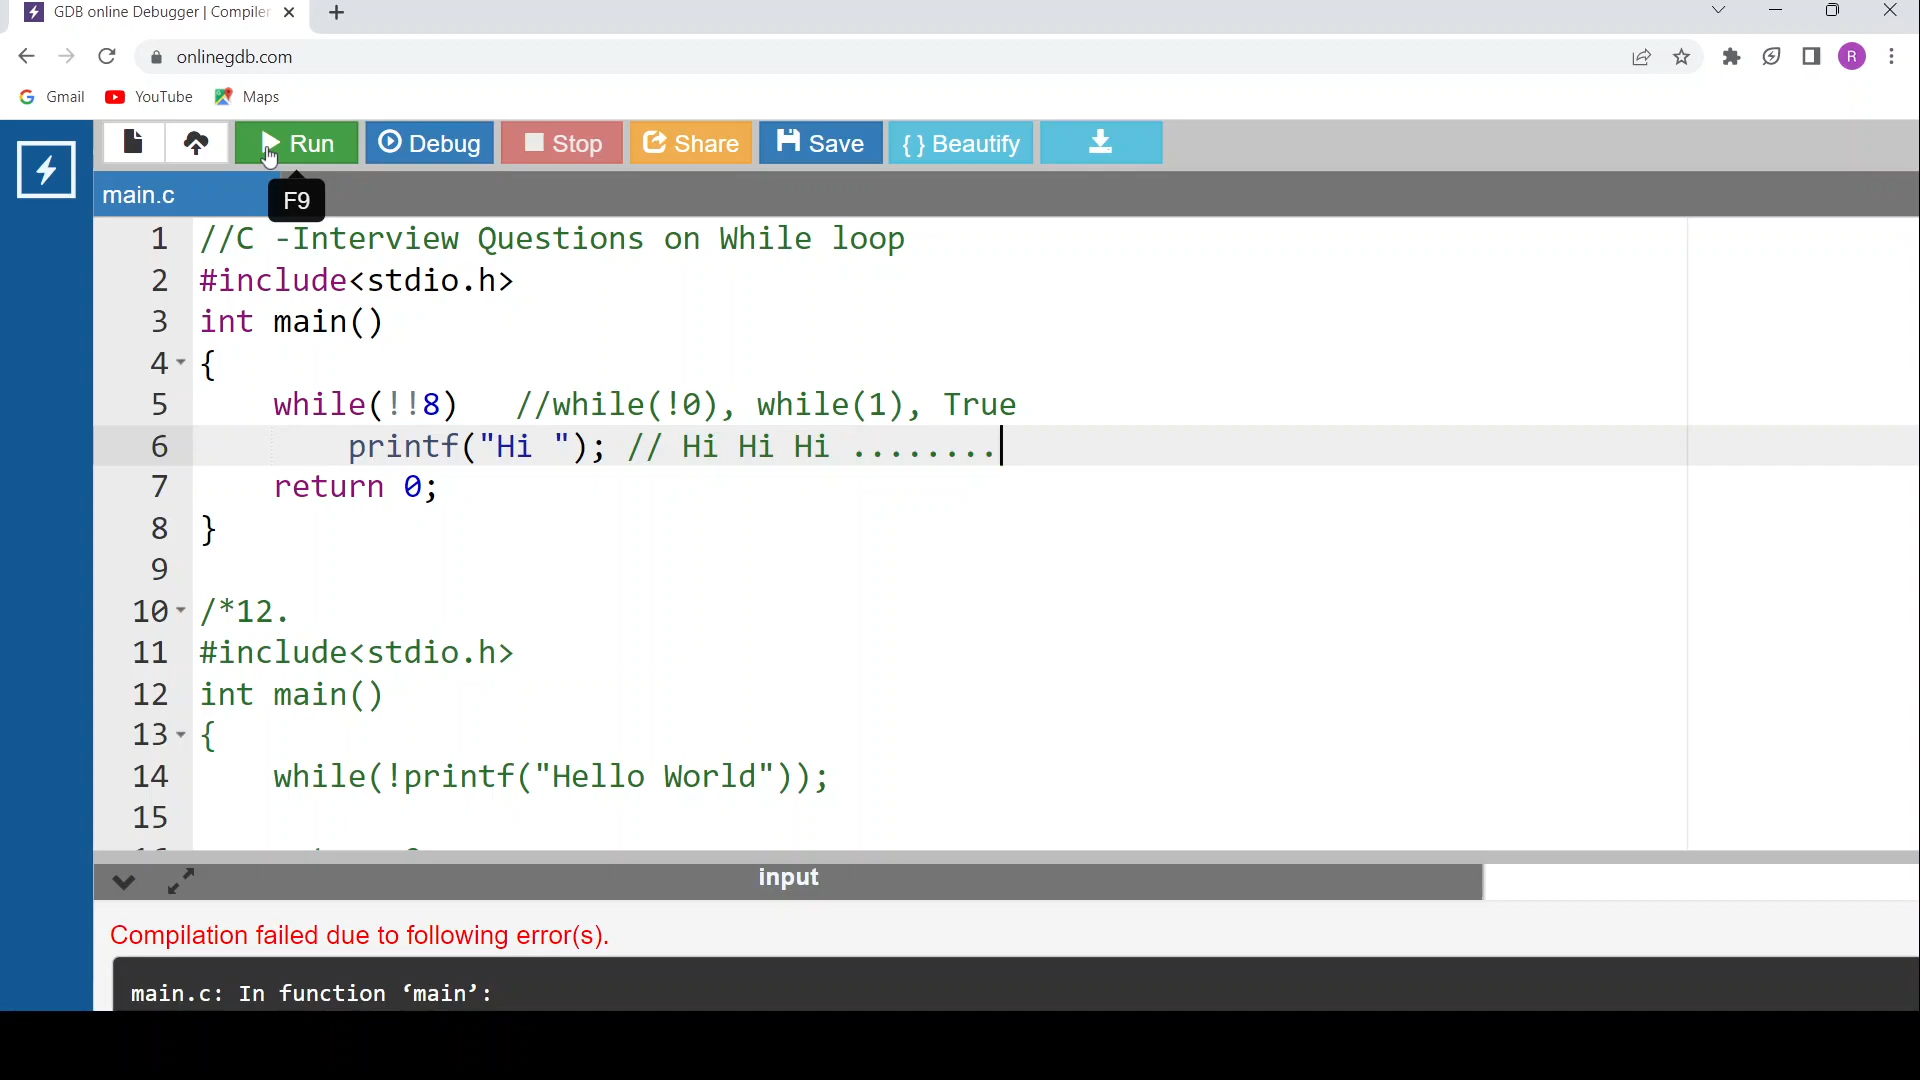 GDB online Debugger | Compiler
onlinegdb.com
R
Gmail YouTube Maps
Run Debug Stop Share Save { } Beautify
main.c
F9
1 //C -Interview Questions on While loop
2 #include<stdio.h>
3 int main()
4 {
5 while(!!8) //while(!0), while(1), True
6 printf("Hi "); // Hi Hi Hi ........
7 return 0;
8 }
9
10 /*12.
11 #include<stdio.h>
12 int main()
13 {
14 while(!printf("Hello World"));
15
input
Compilation failed due to following error(s).
main.c: In function ‘main’: